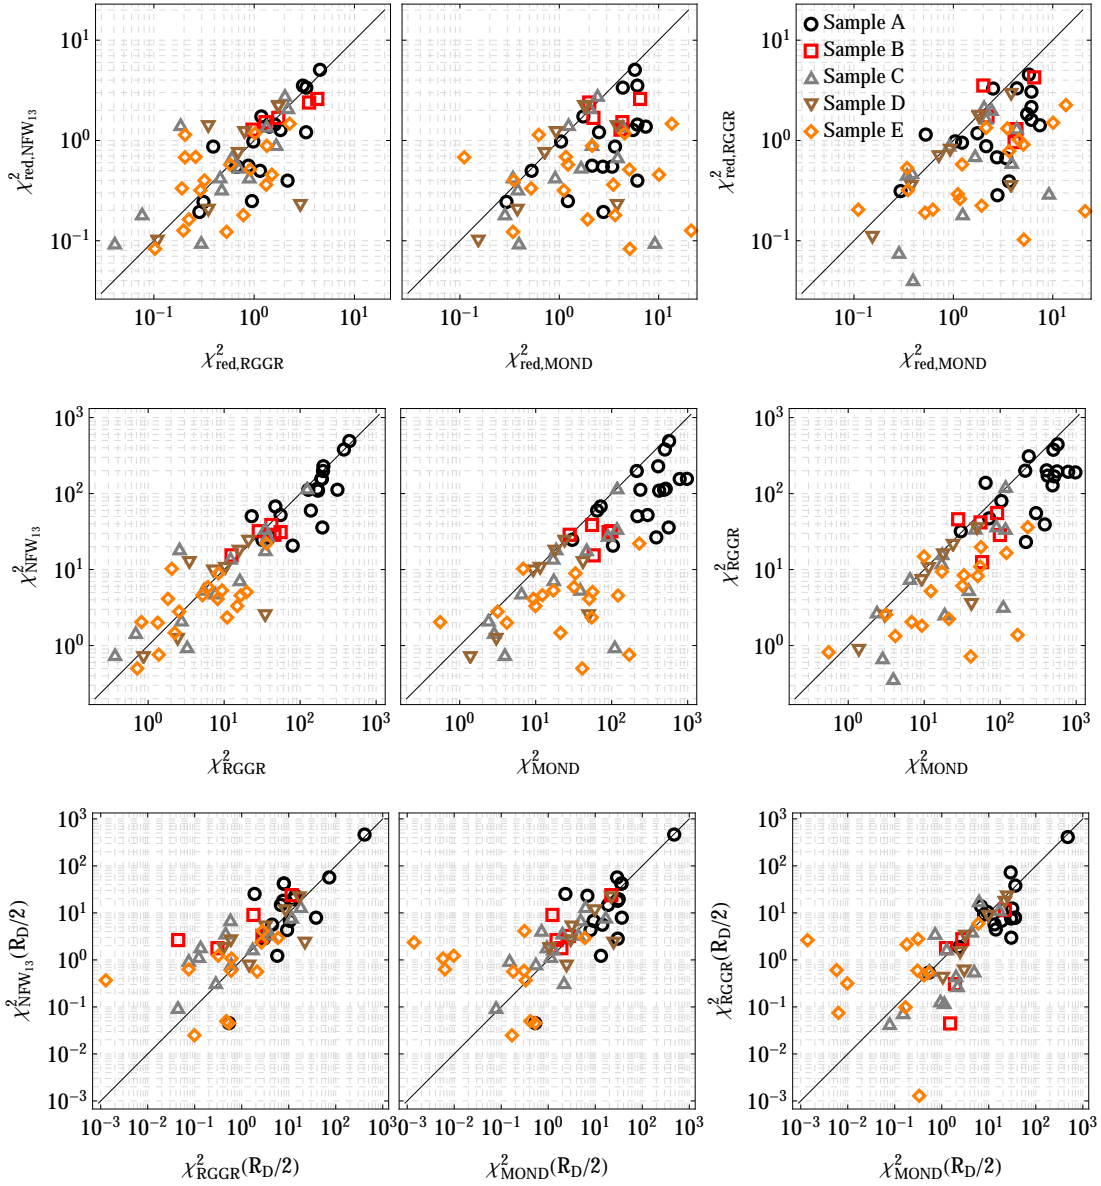 10¹
10⁰
10⁻¹
χ²red,NFW₁₃
10⁻¹ 10⁰ 10¹
χ²red,RGGR
10⁻¹ 10⁰ 10¹
χ²red,MOND
10¹
10⁰
10⁻¹
χ²red,RGGR
Sample A
Sample B
Sample C
Sample D
Sample E
10⁻¹ 10⁰ 10¹
χ²red,MOND
10³
10²
10¹
10⁰
χ²NFW₁₃
10⁰ 10¹ 10² 10³
χ²RGGR
10⁰ 10¹ 10² 10³
χ²MOND
10³
10²
10¹
10⁰
χ²RGGR
10⁰ 10¹ 10² 10³
χ²MOND
10³
10²
10¹
10⁰
10⁻¹
10⁻²
10⁻³
χ²NFW₁₃(R_D/2)
10⁻³ 10⁻² 10⁻¹ 10⁰ 10¹ 10² 10³
χ²RGGR(R_D/2)
10⁻³ 10⁻² 10⁻¹ 10⁰ 10¹ 10² 10³
χ²MOND(R_D/2)
10³
10²
10¹
10⁰
10⁻¹
10⁻²
10⁻³
χ²RGGR(R_D/2)
10⁻³ 10⁻² 10⁻¹ 10⁰ 10¹ 10² 10³
χ²MOND(R_D/2)